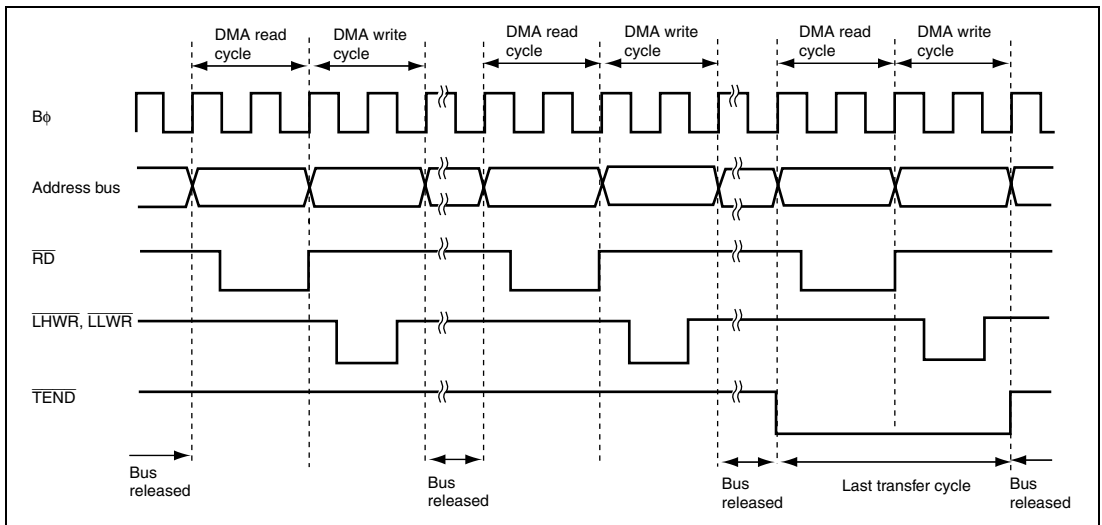 DMA read
cycle
DMA write
cycle
DMA read
cycle
DMA write
cycle
DMA read
cycle
DMA write
cycle
Bϕ
Address bus
RD
LHWR, LLWR
TEND
Bus
released
Bus
released
Bus
released
Last transfer cycle
Bus
released